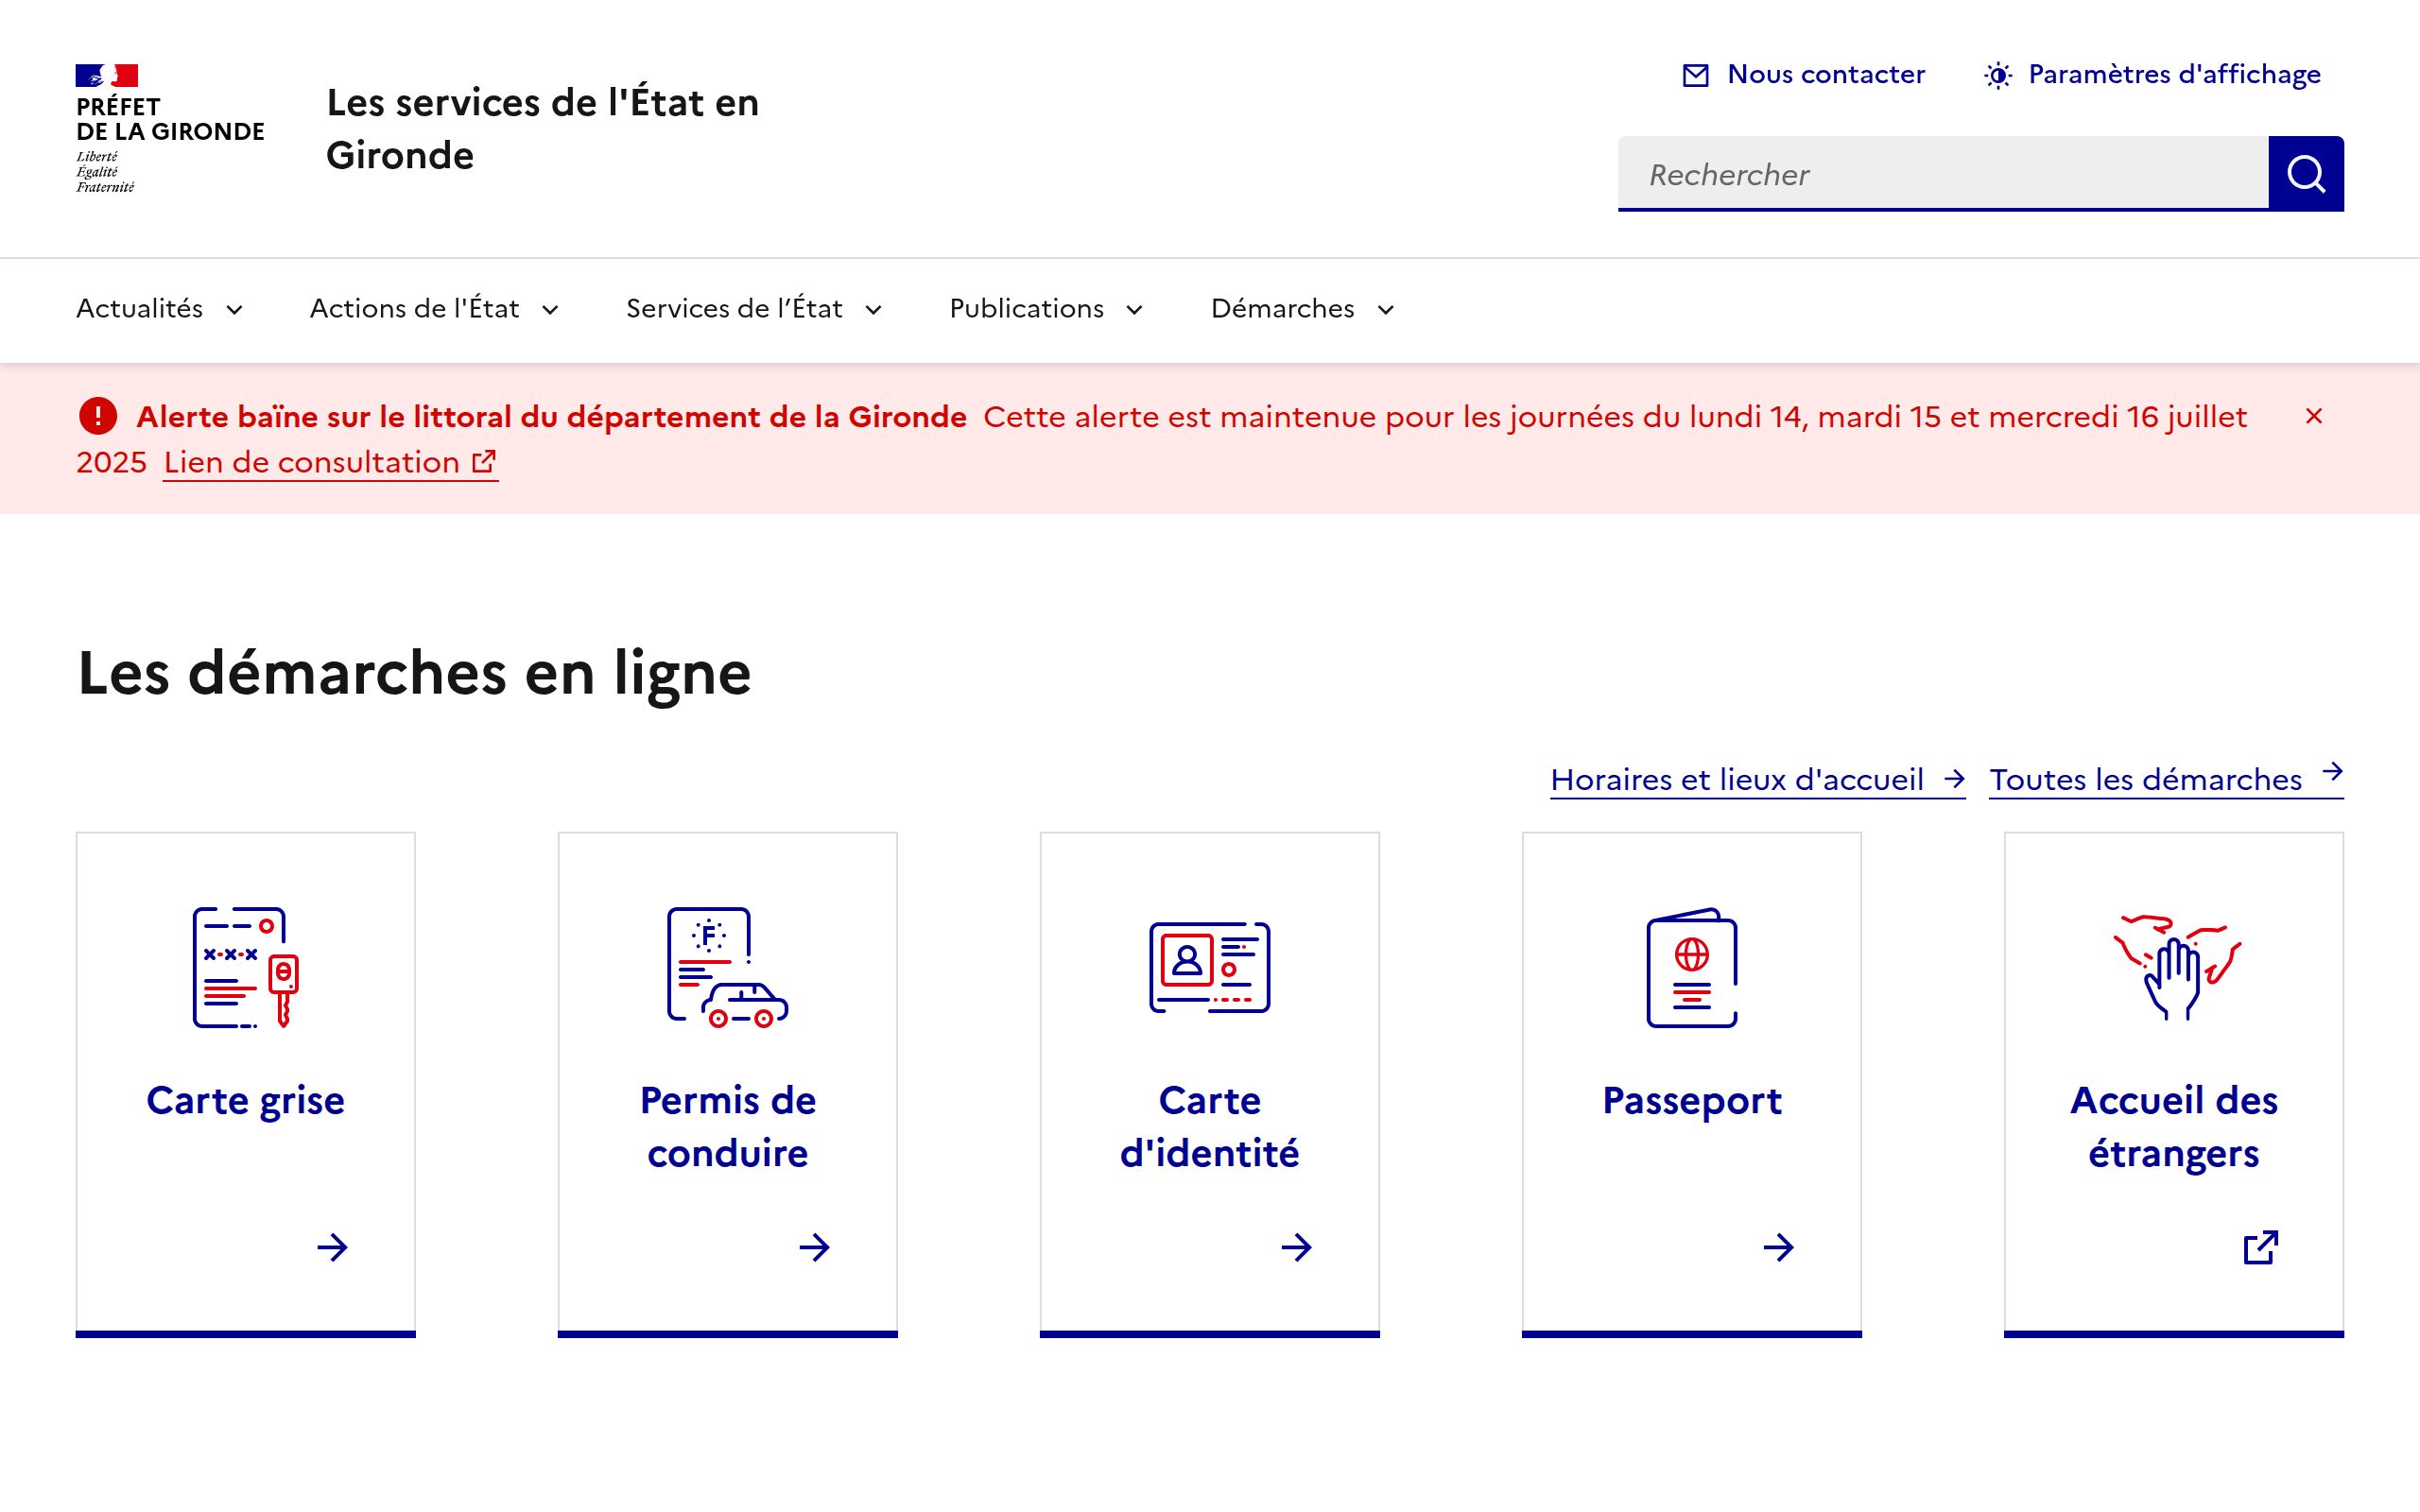 PRÉFET
DE LA GIRONDE
Liberté
Égalité
Fraternité
Les services de l'État en
Gironde
Nous contacter
Paramètres d'affichage
Rechercher
Actualités
Actions de l'État
Services de l’État
Publications
Démarches
Alerte baïne sur le littoral du département de la Gironde Cette alerte est maintenue pour les journées du lundi 14, mardi 15 et mercredi 16 juillet
2025 Lien de consultation
Les démarches en ligne
Horaires et lieux d'accueil
Toutes les démarches
Carte grise
F
Permis de
conduire
Carte
d'identité
Passeport
Accueil des
étrangers